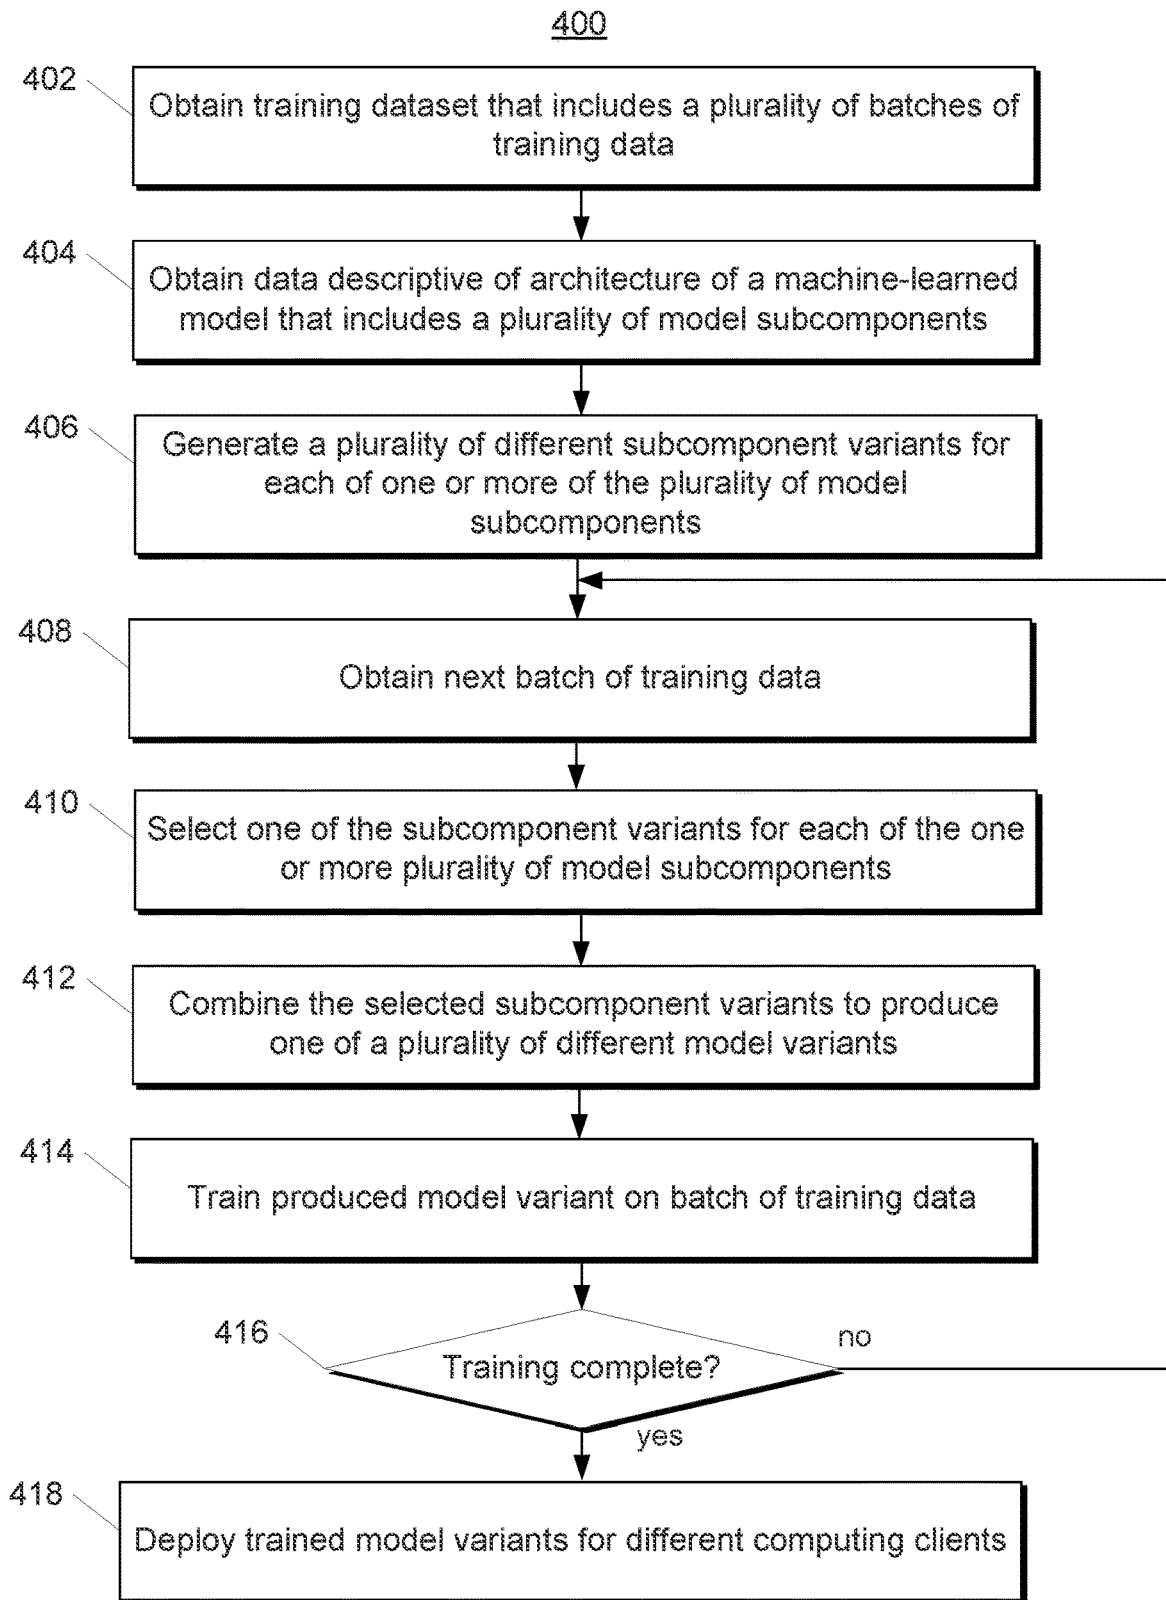 400
402
Obtain training dataset that includes a plurality of batches of
training data
404
Obtain data descriptive of architecture of a machine-learned
model that includes a plurality of model subcomponents
406
Generate a plurality of different subcomponent variants for
each of one or more of the plurality of model
subcomponents
408
Obtain next batch of training data
410
Select one of the subcomponent variants for each of the one
or more plurality of model subcomponents
412
Combine the selected subcomponent variants to produce
one of a plurality of different model variants
414
Train produced model variant on batch of training data
416
Training complete?
no
yes
418
Deploy trained model variants for different computing clients